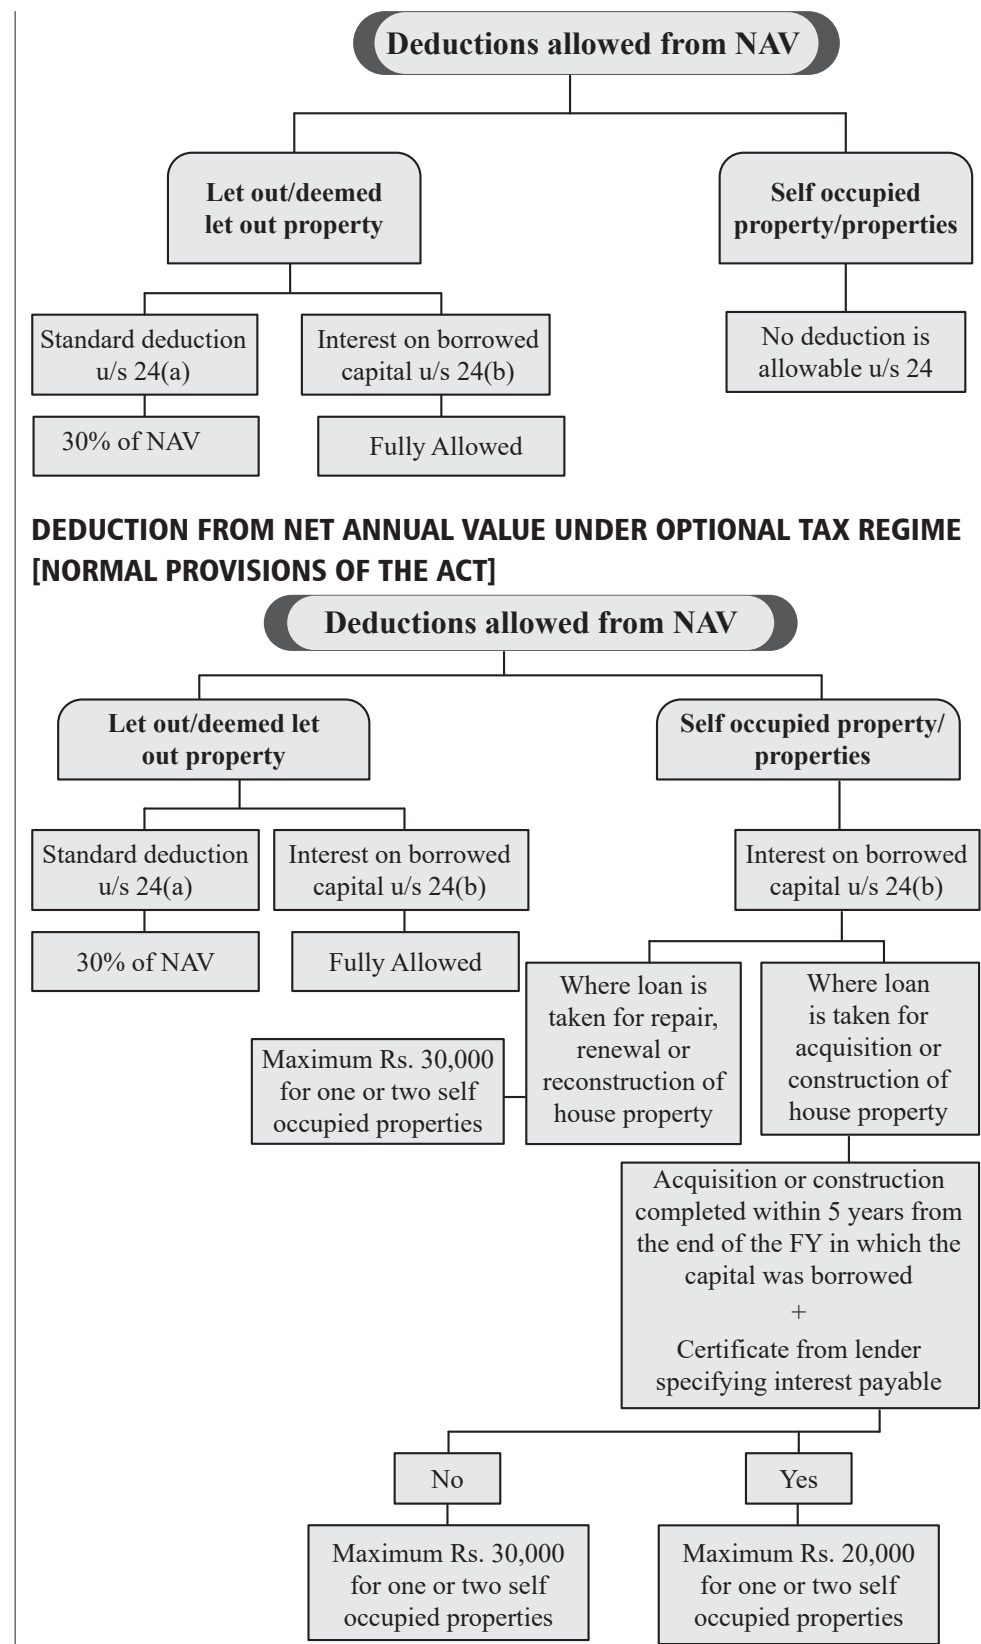 Deductions allowed from NAV
Let out/deemed
let out property
Self occupied
property/properties
Standard deduction
u/s 24(a)
Interest on borrowed
capital u/s 24(b)
No deduction is
allowable u/s 24
30% of NAV
Fully Allowed
DEDUCTION FROM NET ANNUAL VALUE UNDER OPTIONAL TAX REGIME
[NORMAL PROVISIONS OF THE ACT]
Deductions allowed from NAV
Let out/deemed let
out property
Self occupied property/
properties
Standard deduction
u/s 24(a)
Interest on borrowed
capital u/s 24(b)
Interest on borrowed
capital u/s 24(b)
30% of NAV
Fully Allowed
Where loan is
taken for repair,
renewal or
reconstruction of
house property
Where loan
is taken for
acquisition or
construction of
house property
Maximum Rs. 30,000
for one or two self
occupied properties
Acquisition or construction
completed within 5 years from
the end of the FY in which the
capital was borrowed
+
Certificate from lender
specifying interest payable
No
Yes
Maximum Rs. 30,000
for one or two self
occupied properties
Maximum Rs. 20,000
for one or two self
occupied properties